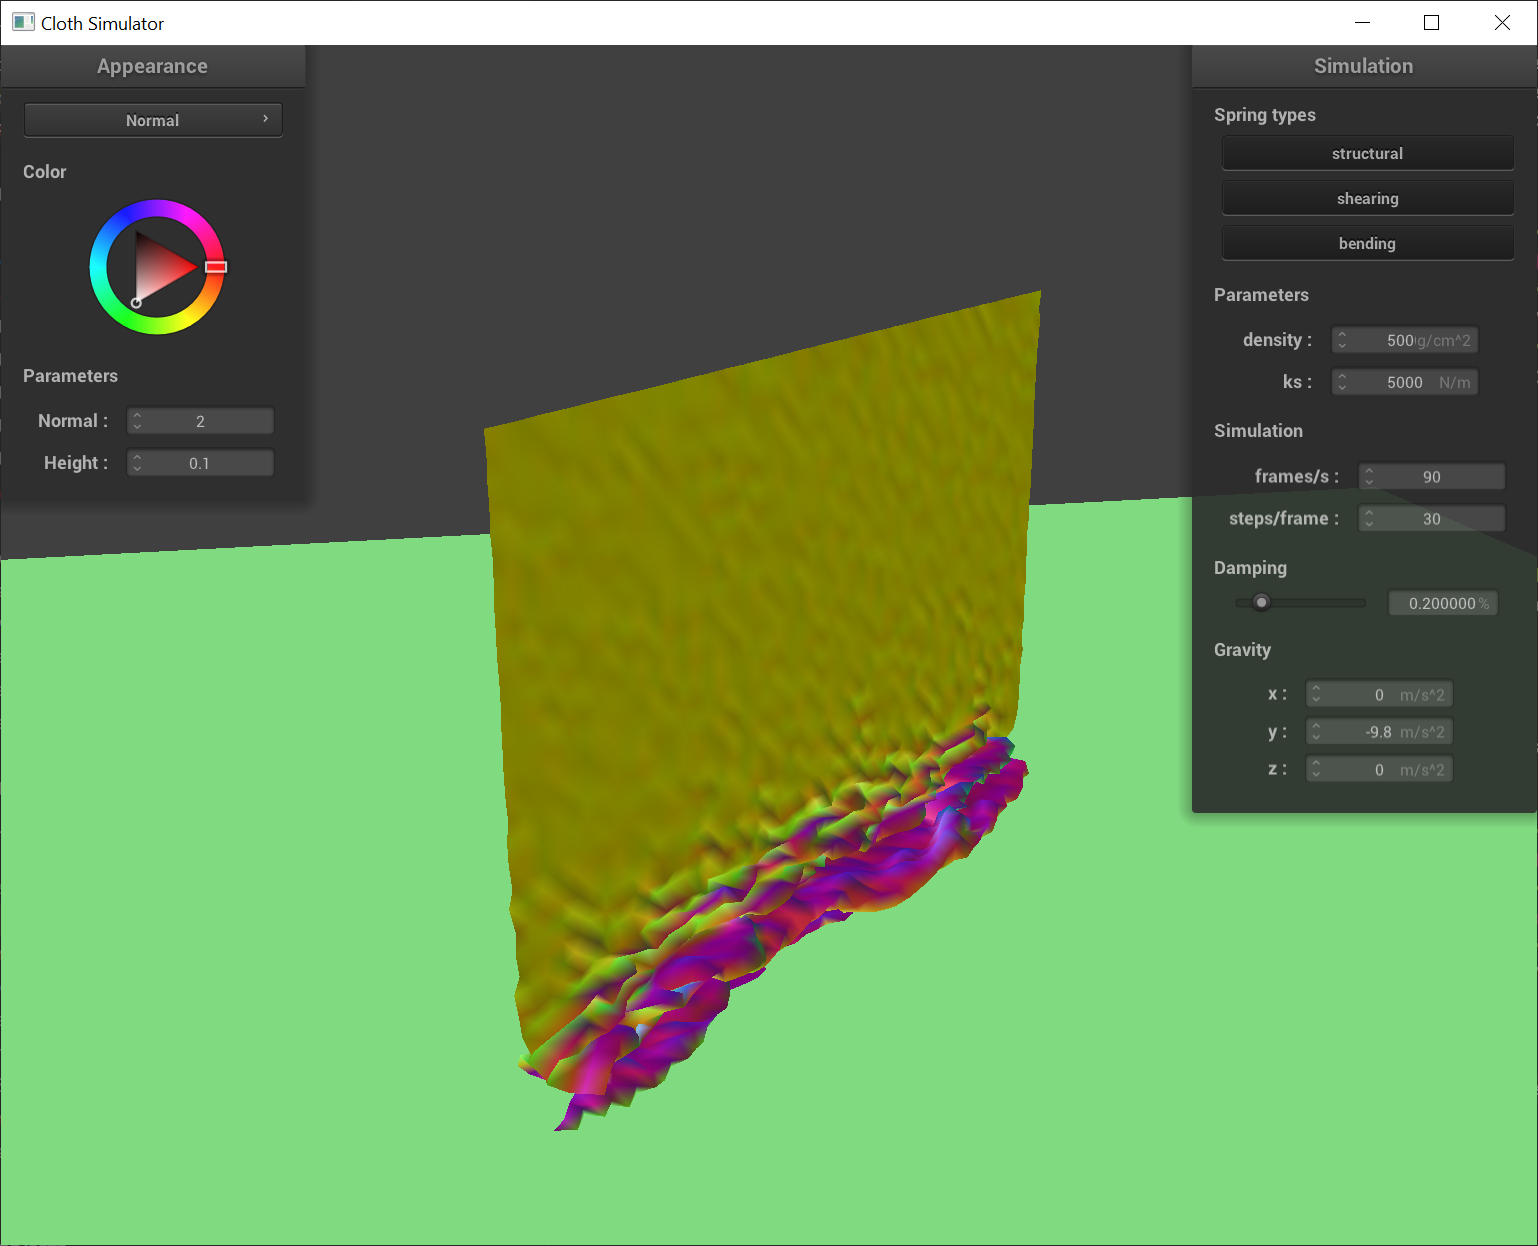 Cloth Simulator
Appearance
Normal
Color
Parameters
Normal :
2
Height :
0.1
Simulation
Spring types
structural
shearing
bending
Parameters
density : 500 g/cm^2
ks : 5000 N/m
Simulation
frames/s : 90
steps/frame : 30
Damping
0.200000 %
Gravity
x : 0 m/s^2
y : -9.8 m/s^2
z : 0 m/s^2